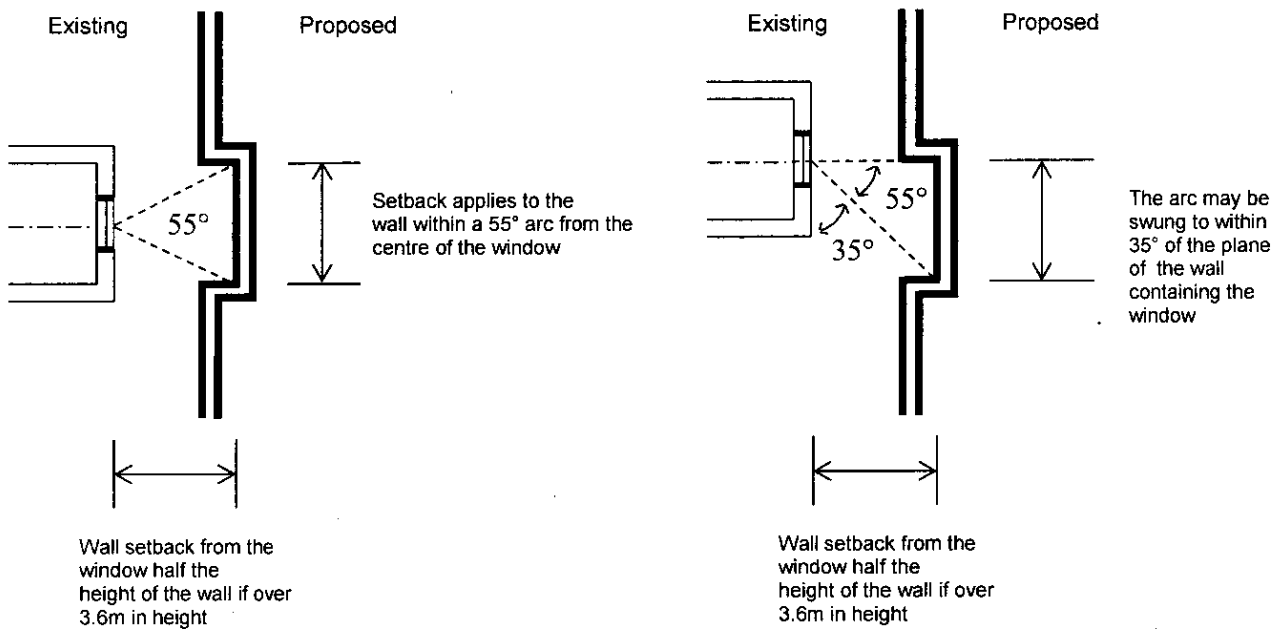 Existing
Proposed
55°
Setback applies to the
wall within a 55° arc from the
centre of the window
Wall setback from the
window half the
height of the wall if over
3.6m in height
Existing
Proposed
55°
35°
The arc may be
swung to within
35° of the plane
of the wall
containing the
window
Wall setback from the
window half the
height of the wall if over
3.6m in height